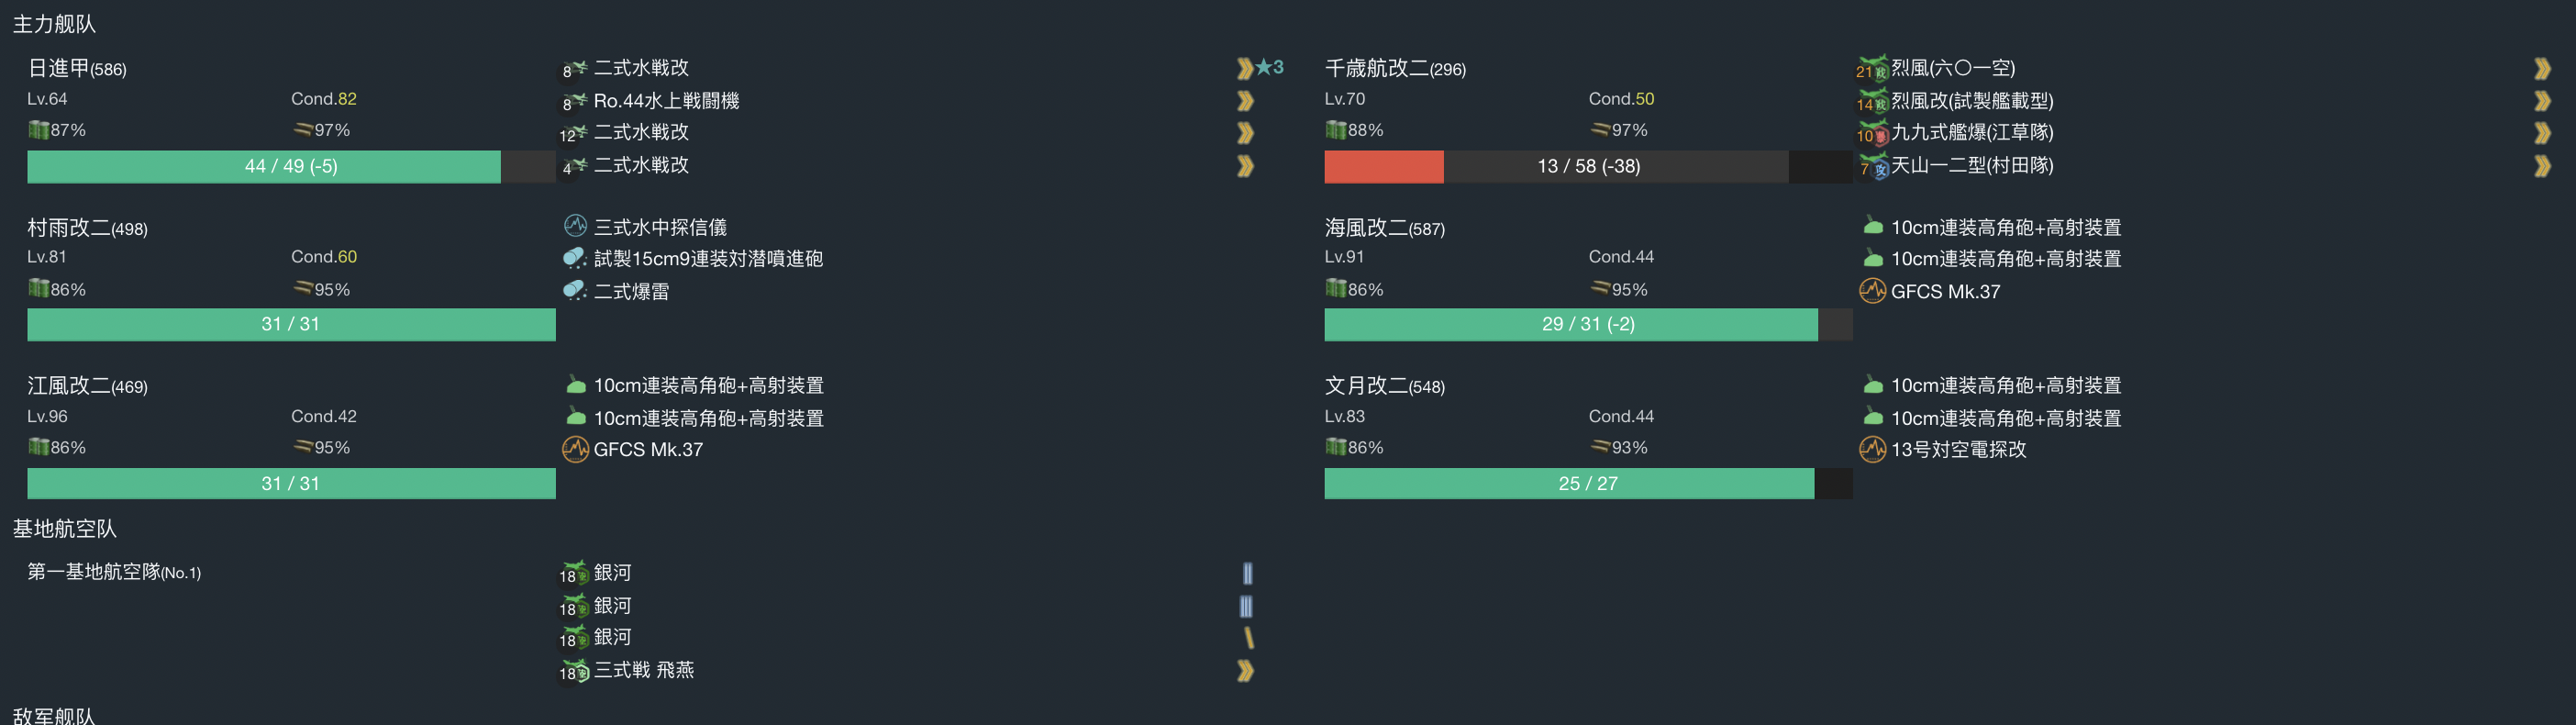 主力舰队
日進甲(586)
Lv.64 Cond.82
87% 97%
44 / 49 (-5)
8 二式水戦改 ★3
8 Ro.44水上戦闘機
12 二式水戦改
4 二式水戦改
千歳航改二(296)
Lv.70 Cond.50
88% 97%
13 / 58 (-38)
21 烈風(六〇一空)
14 烈風改(試製艦載型)
10 九九式艦爆(江草隊)
7 天山一二型(村田隊)
村雨改二(498)
Lv.81 Cond.60
86% 95%
31 / 31
三式水中探信儀
試製15cm9連装対潜噴進砲
二式爆雷
海風改二(587)
Lv.91 Cond.44
86% 95%
29 / 31 (-2)
10cm連装高角砲+高射装置
10cm連装高角砲+高射装置
GFCS Mk.37
江風改二(469)
Lv.96 Cond.42
86% 95%
31 / 31
10cm連装高角砲+高射装置
10cm連装高角砲+高射装置
GFCS Mk.37
文月改二(548)
Lv.83 Cond.44
86% 93%
25 / 27
10cm連装高角砲+高射装置
10cm連装高角砲+高射装置
13号対空電探改
基地航空队
第一基地航空隊(No.1)
18 銀河
18 銀河
18 銀河
18 三式戦 飛燕
敌军舰队